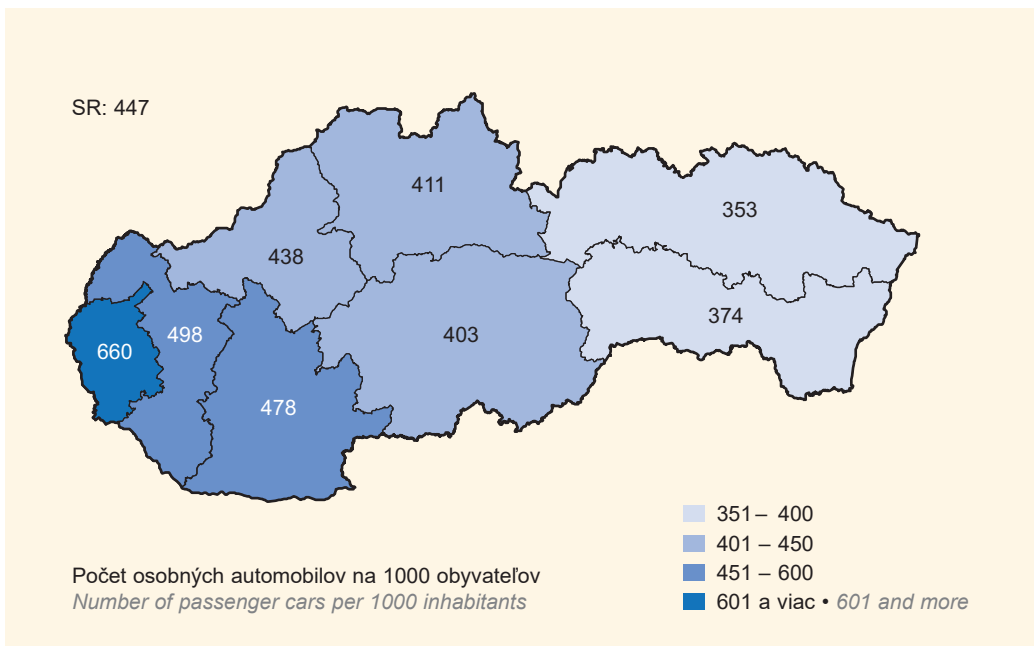 SR: 447
411
353
438
374
498
403
660
478
351 – 400
401 – 450
451 – 600
601 a viac • 601 and more
Počet osobných automobilov na 1000 obyvateľov
Number of passenger cars per 1000 inhabitants